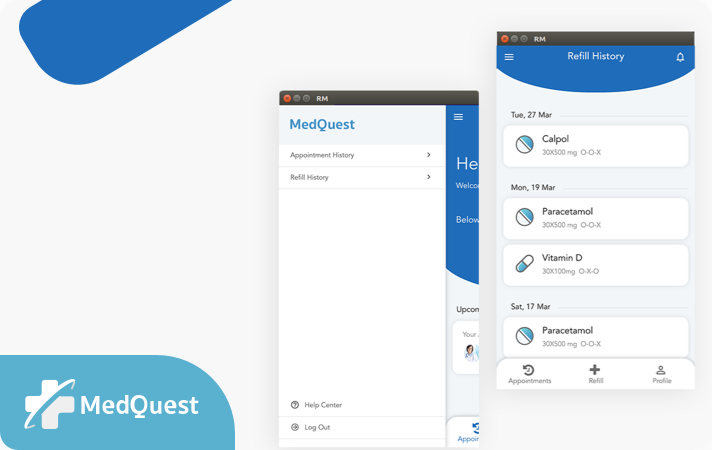 RM
MedQuest
Appointment History
Refill History
He
Welco
Below
Upcon
Your
Help Center
Log Out
Appoin
RM
Refill History
Tue, 27 Mar
Calpol
30X500 mg O-O-X
Mon, 19 Mar
Paracetamol
30X500 mg O-O-X
Vitamin D
30X100mg O-X-O
Sat, 17 Mar
Paracetamol
30X500 mg O-O-X
Appointments
Refill
Profile
MedQuest